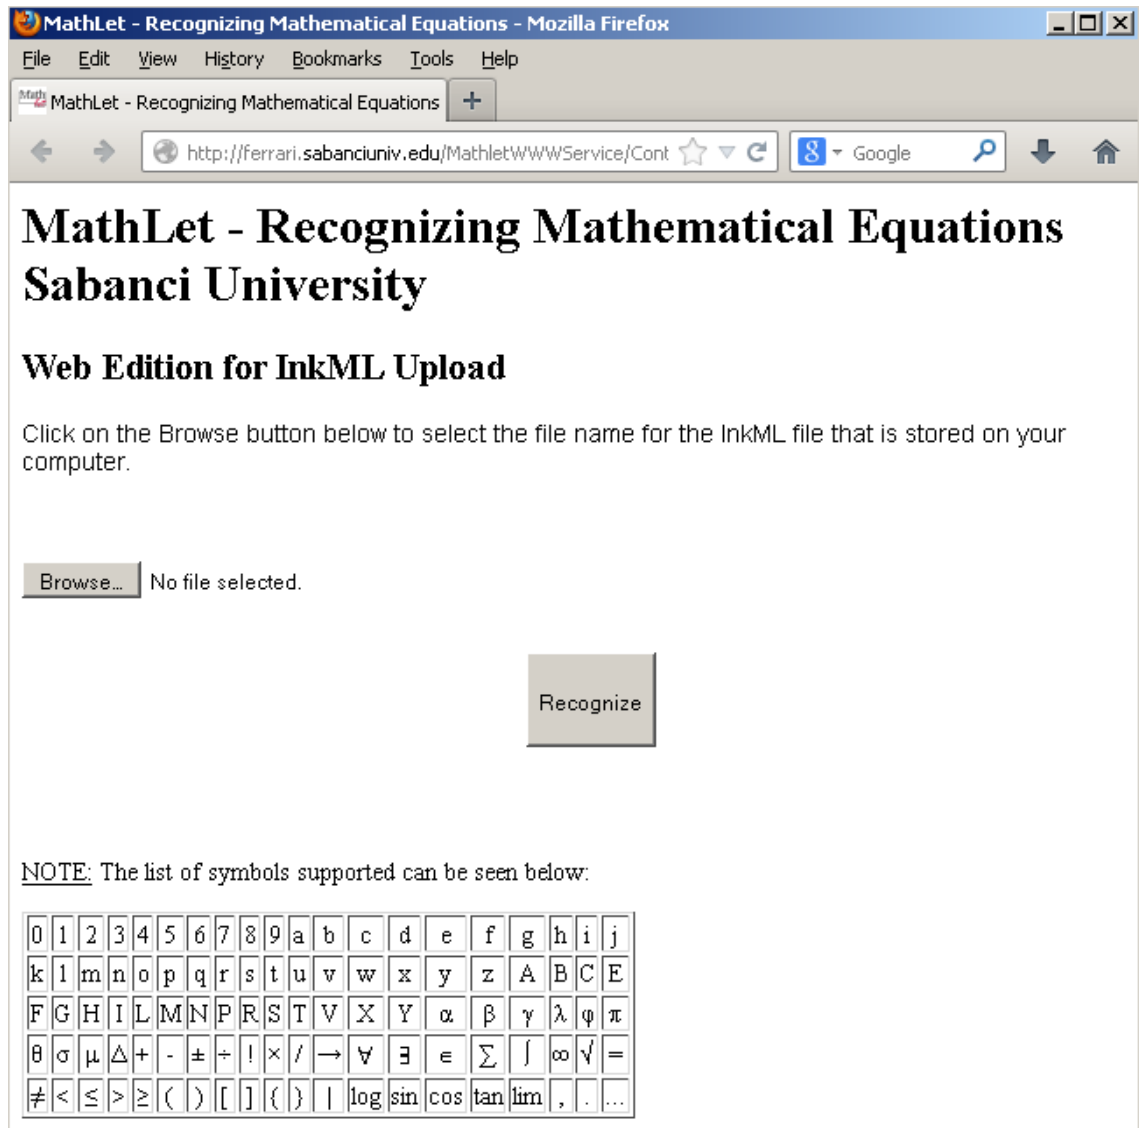 MathLet - Recognizing Mathematical Equations - Mozilla Firefox
File Edit View History Bookmarks Tools Help
Math MathLet - Recognizing Mathematical Equations +
http://ferrari.sabanciuniv.edu/MathletWWWService/Cont 8 Google
MathLet - Recognizing Mathematical Equations
Sabanci University
Web Edition for InkML Upload
Click on the Browse button below to select the file name for the InkML file that is stored on your
computer.
Browse... No file selected.
Recognize
NOTE: The list of symbols supported can be seen below:
0 1 2 3 4 5 6 7 8 9 a b c d e f g h i j
k l m n o p q r s t u v w x y z A B C E
F G H I L M N P R S T V X Y α β γ λ φ π
θ σ μ Δ + - ± ÷ ! × / → ∀ ∃ ∈ ∑ ∫ ∞ √ =
≠ < ≤ > ≥ ( ) [ ] { } | log sin cos tan lim , . ...